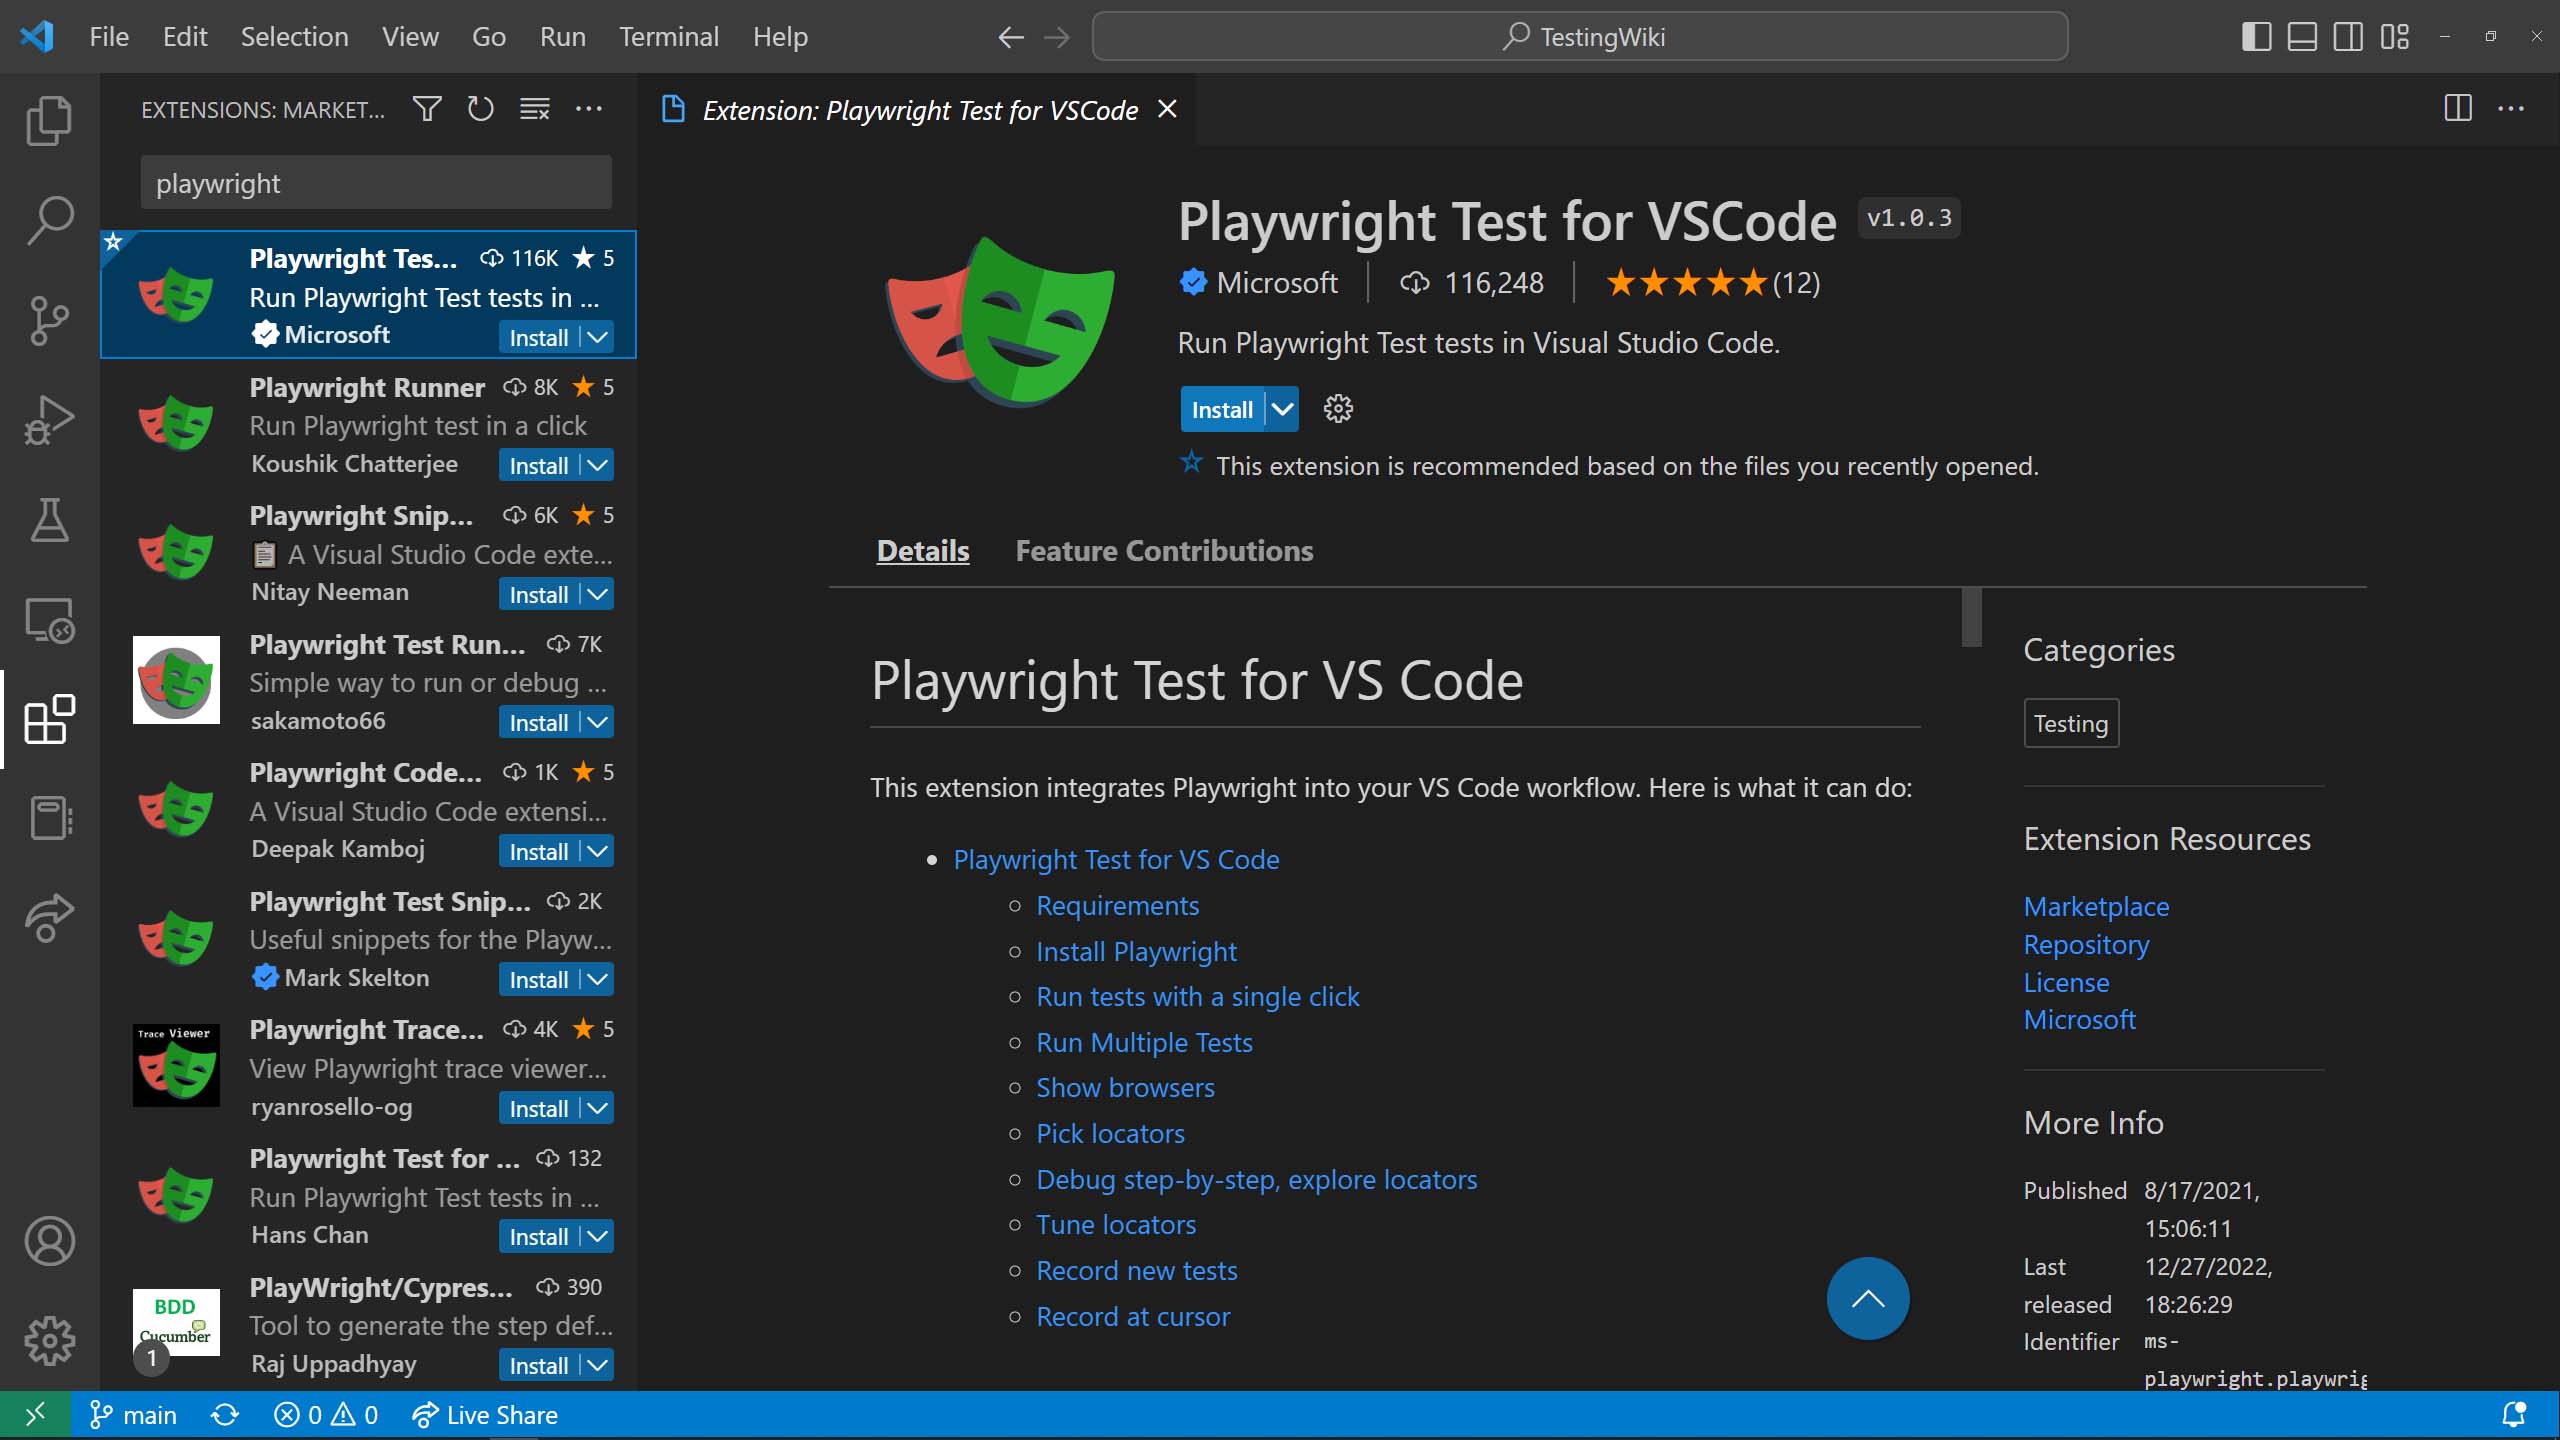 File Edit Selection View Go Run Terminal Help
TestingWiki
EXTENSIONS: MARKET...
playwright
Playwright Tes... 116K 5
Run Playwright Test tests in ...
Microsoft Install
Playwright Runner 8K 5
Run Playwright test in a click
Koushik Chatterjee Install
Playwright Snip... 6K 5
A Visual Studio Code exte...
Nitay Neeman Install
Playwright Test Run... 7K
Simple way to run or debug ...
sakamoto66 Install
Playwright Code... 1K 5
A Visual Studio Code extensi...
Deepak Kamboj Install
Playwright Test Snip... 2K
Useful snippets for the Playw...
Mark Skelton Install
Trace Viewer
Playwright Trace... 4K 5
View Playwright trace viewer...
ryanrosello-og Install
Playwright Test for ... 132
Run Playwright Test tests in ...
Hans Chan Install
BDD
Cucumber
1
PlayWright/Cypres... 390
Tool to generate the step def...
Raj Uppadhyay Install
Extension: Playwright Test for VSCode
Playwright Test for VSCode v1.0.3
Microsoft 116,248 (12)
Run Playwright Test tests in Visual Studio Code.
Install
This extension is recommended based on the files you recently opened.
Details Feature Contributions
Playwright Test for VS Code
This extension integrates Playwright into your VS Code workflow. Here is what it can do:
Playwright Test for VS Code
Requirements
Install Playwright
Run tests with a single click
Run Multiple Tests
Show browsers
Pick locators
Debug step-by-step, explore locators
Tune locators
Record new tests
Record at cursor
Categories
Testing
Extension Resources
Marketplace
Repository
License
Microsoft
More Info
Published 8/17/2021,
15:06:11
Last 12/27/2022,
released 18:26:29
Identifier ms-
playwright.playwrig
main 0 0 Live Share